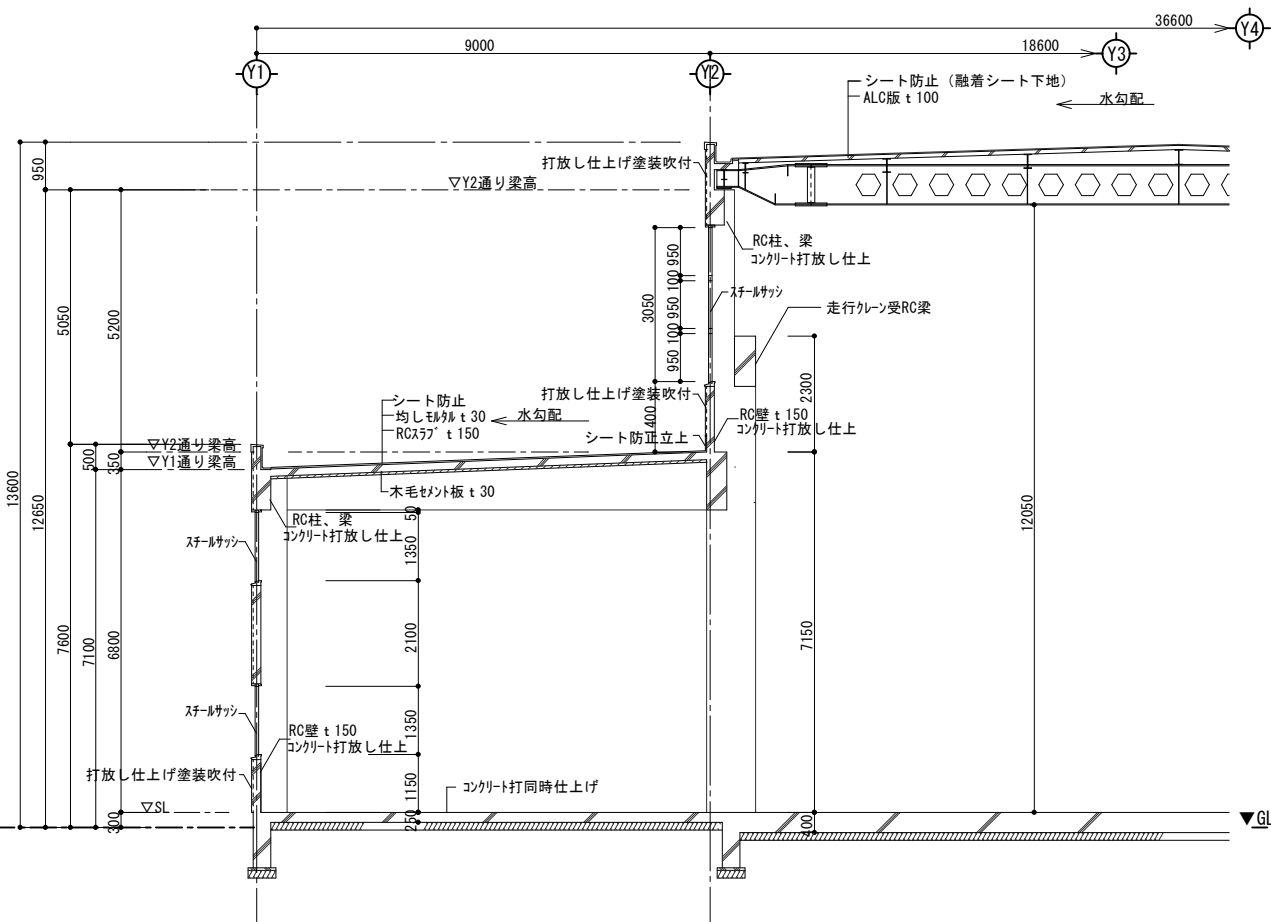 36600
Y4
9000
18600
Y1
Y2
Y3
シート防止（融着シート下地）
ALC版 t 100
水勾配
950
打放し仕上げ塗装吹付
▽Y2通り梁高
RC柱、梁
コンクリート打放し仕上
950
100
950
100
950
3050
スチールサッシ
走行クレーン受RC梁
5050
5200
2300
打放し仕上げ塗装吹付
シート防止
均しモルタル t 30
RCスラブ t 150
水勾配
1400
RC壁 t 150
コンクリート打放し仕上
シート防止立上
▽Y2通り梁高
▽Y1通り梁高
500
350
木毛セメント板 t 30
13600
12650
12050
RC柱、梁
コンクリート打放し仕上
50
スチールサッシ
1350
7600
7100
6800
2100
7150
スチールサッシ
1350
RC壁 t 150
コンクリート打放し仕上
打放し仕上げ塗装吹付
1150
コンクリート打同時仕上げ
▽SL
300
250
400
▼GL